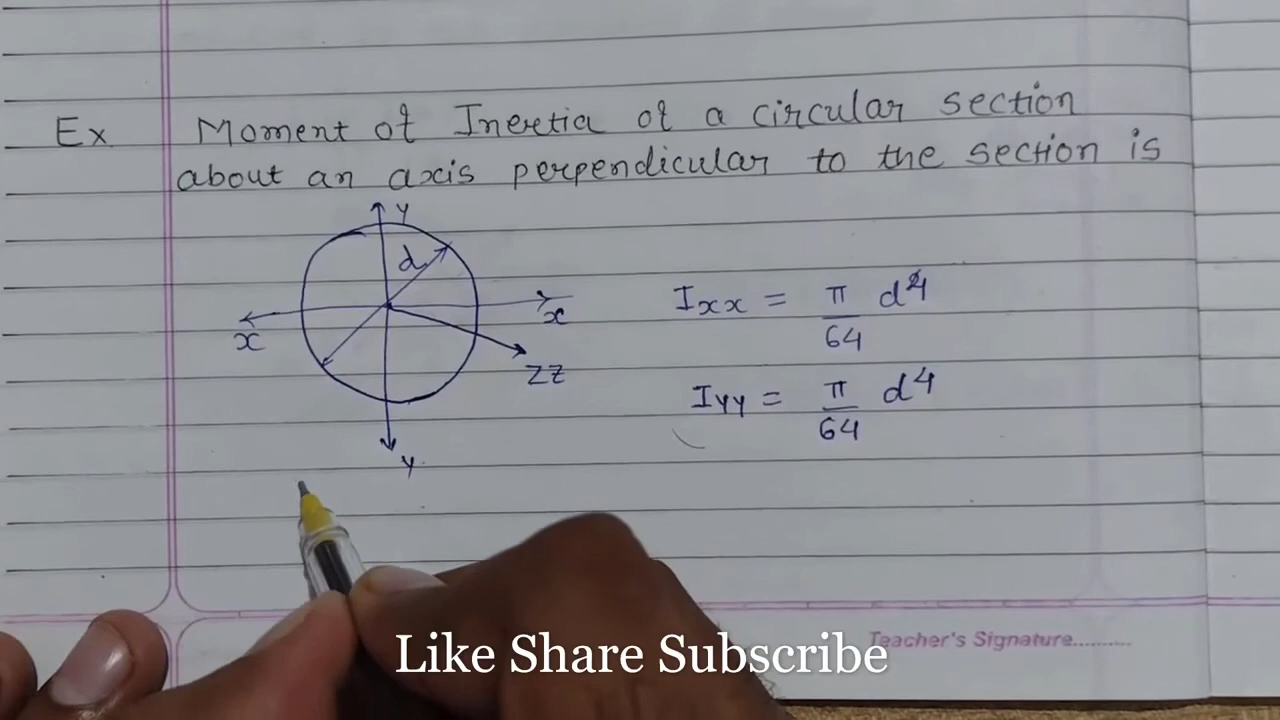 Ex Moment of Inertia of a circular section
about an axis perpendicular to the section is
y
d
x
x
zz
y
Ixx = π/64 d4
Iyy = π/64 d4
Like Share Subscribe
Teacher's Signature..........